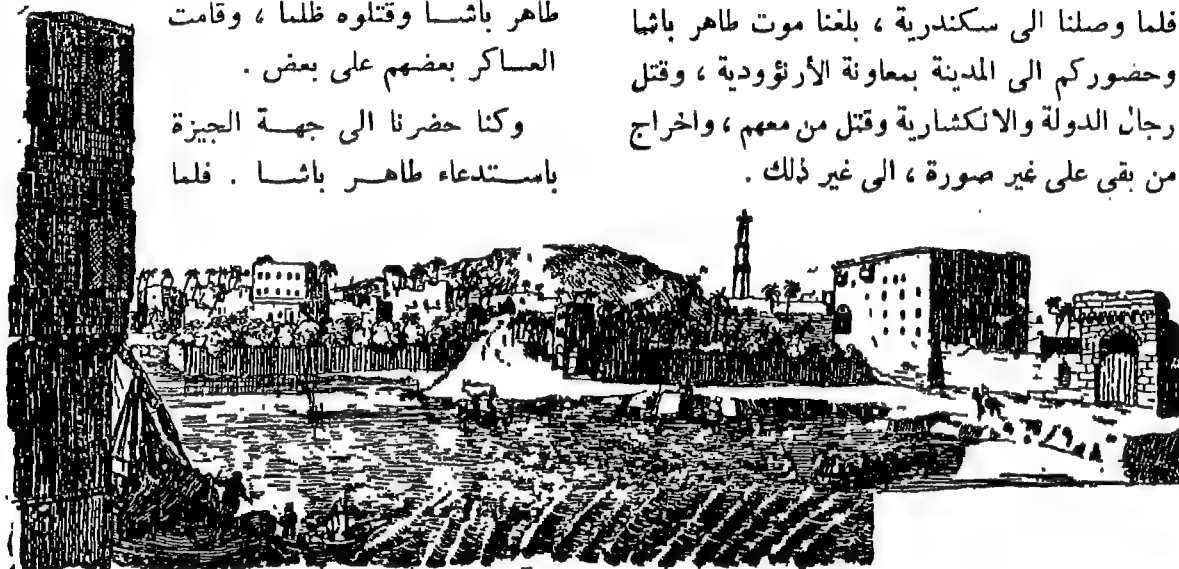 فلما وصلنا الى سكندرية ، بلغنا موت طاهر باشا
وحضوركم الى المدينة بمعاونة الأرنؤودية ، وقتل
رجال الدولة والانكشارية وقتل من معهم ، واخراج
من بقى على غير صورة ، الى غير ذلك .
طاهر باشا وقتلوه ظلما ، وقامت
العساكر بعضهم على بعض .
وكنا حضرنا الى جهة الجيزة
باستدعاء طاهر باشا . فلما